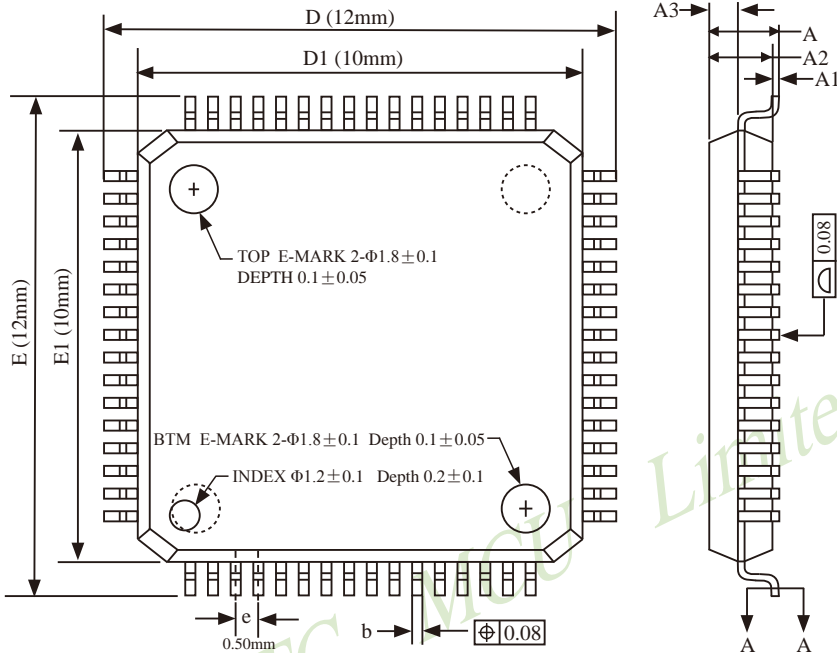 D (12mm)
D1 (10mm)
A3
A
A2
A1
E (12mm)
E1 (10mm)
TOP E-MARK 2-Φ1.8±0.1
DEPTH 0.1±0.05
0.08
BTM E-MARK 2-Φ1.8±0.1 Depth 0.1±0.05
INDEX Φ1.2±0.1 Depth 0.2±0.1
e
0.50mm
b
0.08
A
A
MCU Limite